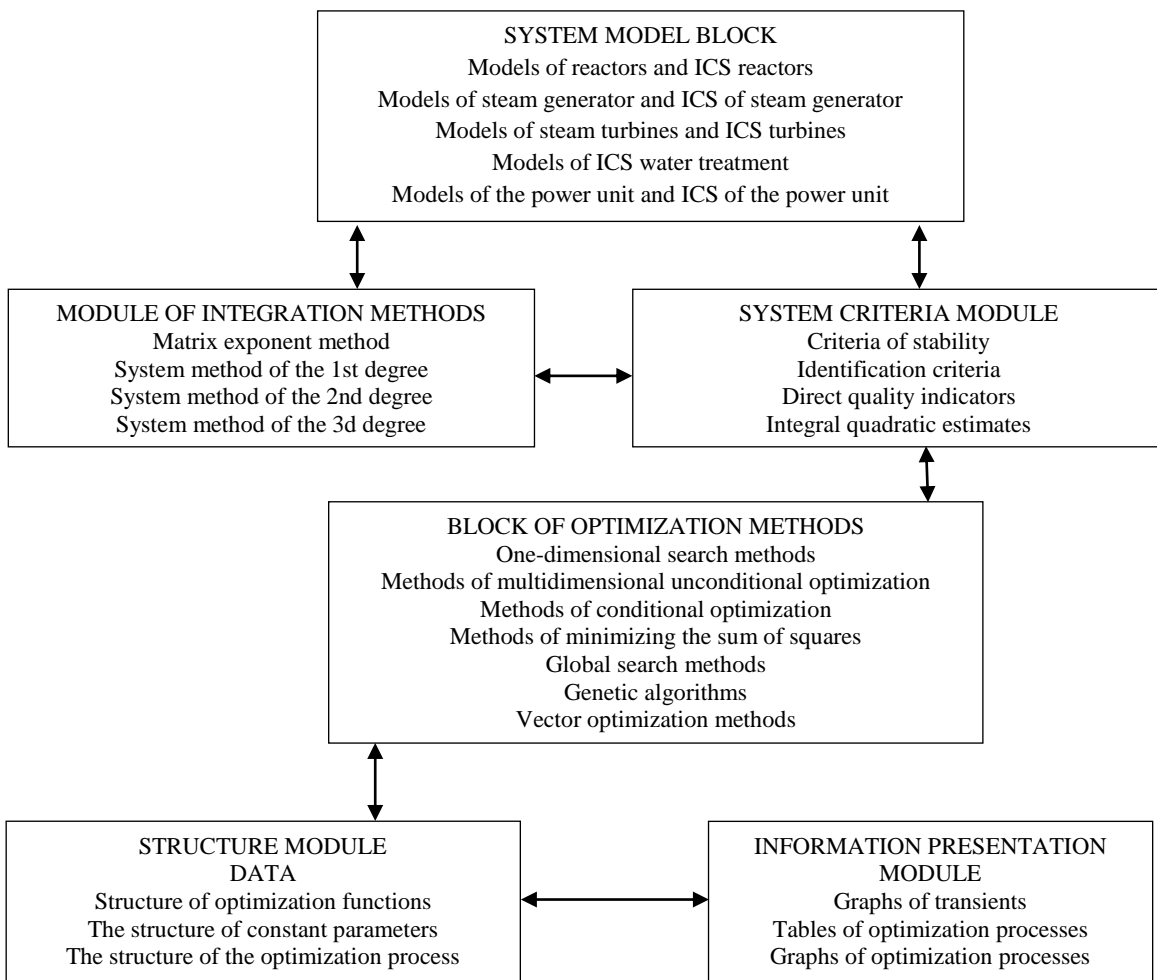 SYSTEM MODEL BLOCK
Models of reactors and ICS reactors
Models of steam generator and ICS of steam generator
Models of steam turbines and ICS turbines
Models of ICS water treatment
Models of the power unit and ICS of the power unit
MODULE OF INTEGRATION METHODS
Matrix exponent method
System method of the 1st degree
System method of the 2nd degree
System method of the 3d degree
SYSTEM CRITERIA MODULE
Criteria of stability
Identification criteria
Direct quality indicators
Integral quadratic estimates
BLOCK OF OPTIMIZATION METHODS
One-dimensional search methods
Methods of multidimensional unconditional optimization
Methods of conditional optimization
Methods of minimizing the sum of squares
Global search methods
Genetic algorithms
Vector optimization methods
STRUCTURE MODULE
DATA
Structure of optimization functions
The structure of constant parameters
The structure of the optimization process
INFORMATION PRESENTATION
MODULE
Graphs of transients
Tables of optimization processes
Graphs of optimization processes